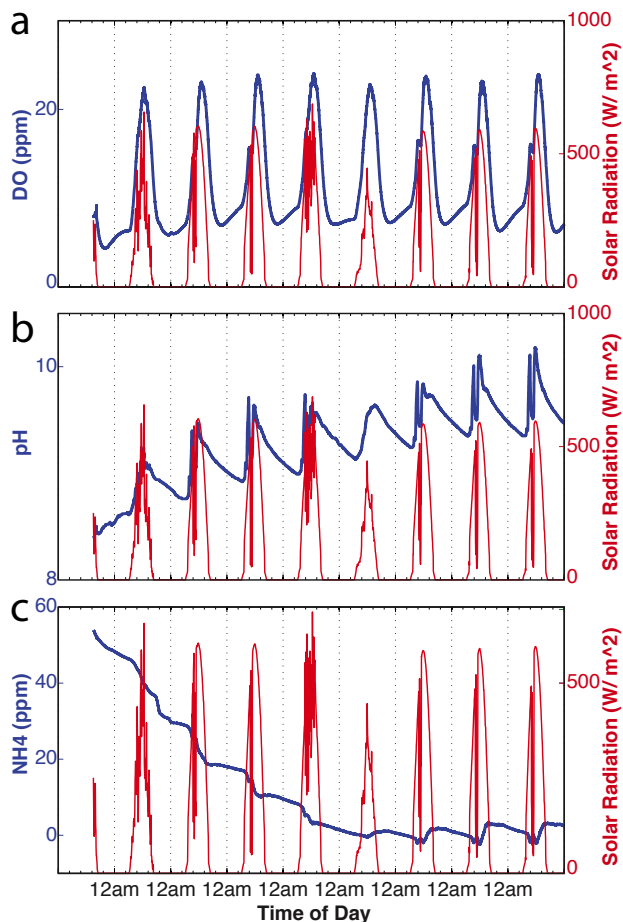 a
1000
20
DO (ppm)
500
Solar Radiation (W/ m^2)
0
0
b
1000
10
pH
500
Solar Radiation (W/ m^2)
8
0
c
60
40
500
NH4 (ppm)
Solar Radiation (W/ m^2)
20
0
0
12am 12am 12am 12am 12am 12am 12am 12am
Time of Day